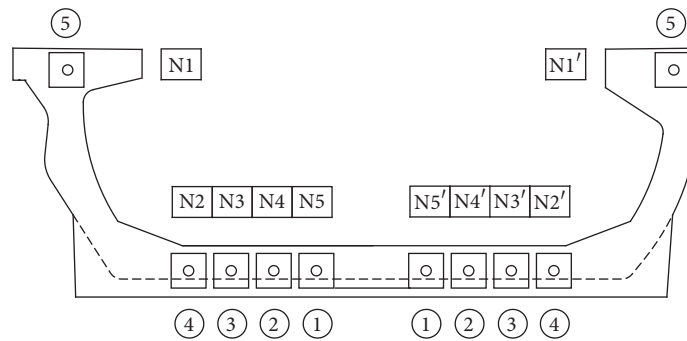 ⑤ ⑤
N1 N1′
N2 N3 N4 N5 N5′ N4′ N3′ N2′
④ ③ ② ① ① ② ③ ④